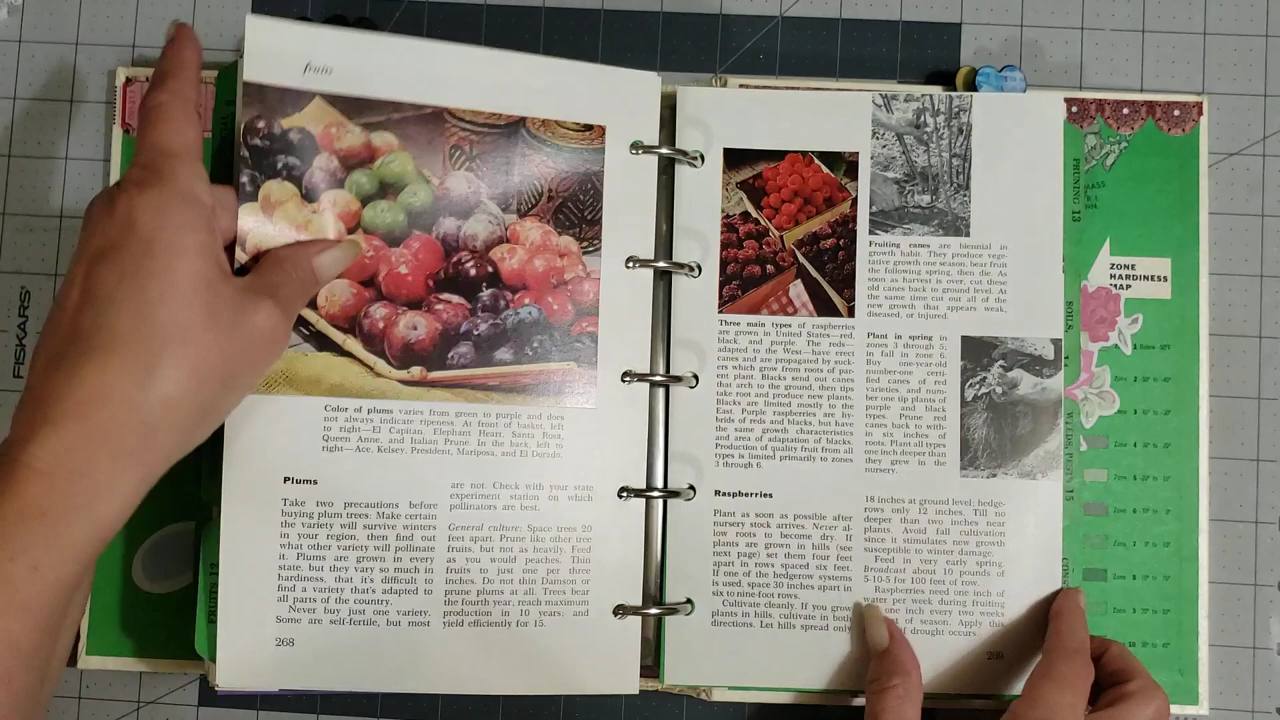 fruits
Color of plums varies from green to purple and does
not always indicate ripeness. At front of basket, left
to right—El Capitan, Elephant Heart, Santa Rosa,
Queen Anne, and Italian Prune. In the back, left to
right—Ace, Kelsey, President, Mariposa, and El Dorado.
Plums
Take two precautions before
buying plum trees: Make certain
the variety will survive winters
in your region, then find out
what other variety will pollinate
it. Plums are grown in every
state, but they vary so much in
hardiness, that it's difficult to
find a variety that's adapted to
all parts of the country.
Never buy just one variety.
Some are self-fertile, but most
are not. Check with your state
experiment station on which
pollinators are best.
General culture: Space trees 20
feet apart. Prune like other tree
fruits, but not as heavily. Feed
as you would peaches. Thin
fruits to just one per three
inches. Do not thin Damson or
prune plums at all. Trees bear
the fourth year, reach maximum
production in 10 years; and
yield efficiently for 15.
268
Three main types of raspberries
are grown in United States—red,
black, and purple. The reds—
adapted to the West—have erect
canes and are propagated by suck-
ers which grow from roots of par-
ent plant. Blacks send out canes
that arch to the ground, then tips
take root and produce new plants.
Blacks are limited mostly to the
East. Purple raspberries are hy-
brids of reds and blacks, but have
the same growth characteristics
and area of adaptation of blacks.
Production of quality fruit from all
types is limited primarily to zones
3 through 6.
Fruiting canes are biennial in
growth habit. They produce vege-
tative growth one season, bear fruit
the following spring, then die. As
soon as harvest is over, cut these
old canes back to ground level. At
the same time cut out all of the
new growth that appears weak,
diseased, or injured.
Plant in spring in
zones 3 through 5;
in fall in zone 6.
Buy one-year-old
number-one certi-
fied canes of red
varieties, and num-
ber one tip plants of
purple and black
types. Prune
canes back to with-
in six inches of
roots. Plant all types
one inch deeper than
they grew in the
nursery.
Raspberries
Plant as soon as possible after
nursery stock arrives. Never al-
low roots to become dry. If
plants are grown in hills (see
next page) set them four feet
apart in rows spaced six feet.
If one of the hedgerow systems
is used, space 30 inches apart in
six to nine-foot rows.
Cultivate cleanly. If you grow
plants in hills, cultivate in both
directions. Let hills spread only
18 inches at ground level; hedge-
rows only 12 inches. Till no
deeper than two inches near
plants. Avoid fall cultivation
since it stimulates new growth
susceptible to winter damage.
Feed in very early spring.
Broadcast about 10 pounds of
5-10-5 for 100 feet of row.
Raspberries need one inch of
water per week during fruiting
one inch every two weeks
of season. Apply this
if drought occurs.
269
PRUNING 13
MASS
R. I.
ZONE
HARDINESS
MAP
SOILS,
WEEDS, PESTS 15
FRUITS 12
FISKARS